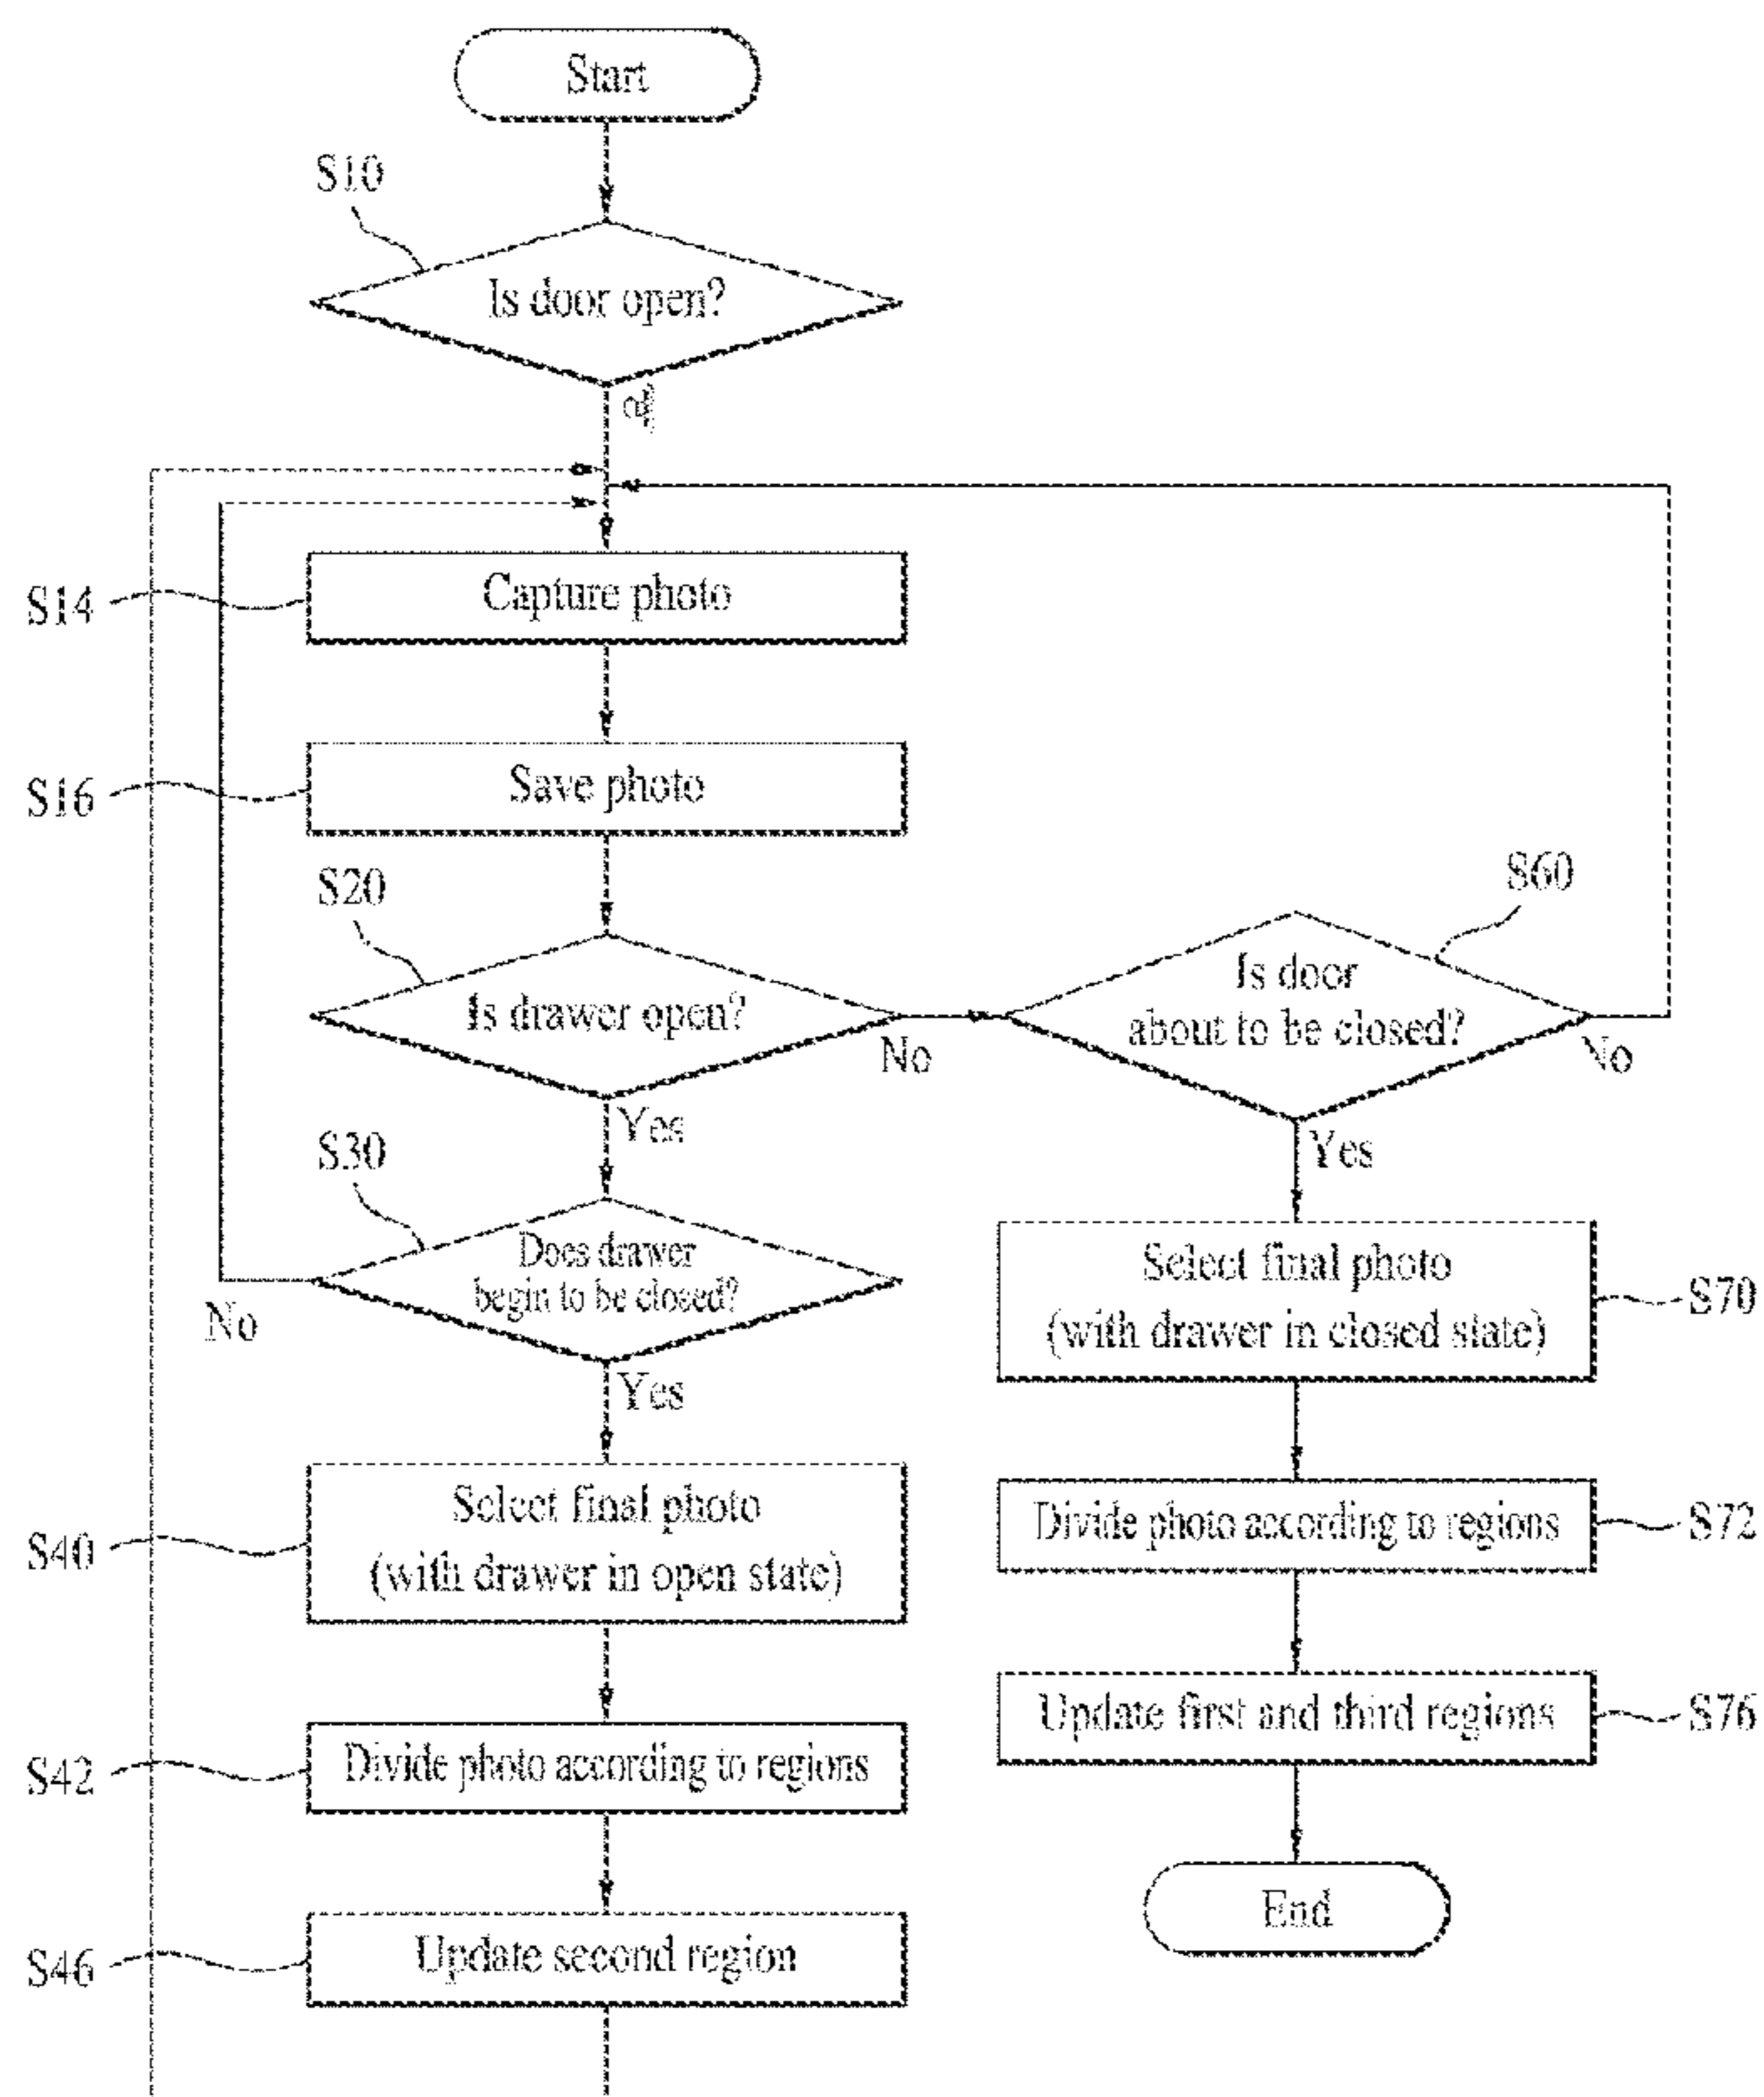 Start
S10
Is door open?
예
S14
Capture photo
S16
Save photo
S20
Is drawer open?
No
Yes
S60
Is door
about to be closed?
No
Yes
S30
Does drawer
begin to be closed?
No
Yes
Select final photo
(with drawer in closed state)
S70
S40
Select final photo
(with drawer in open state)
Divide photo according to regions
S72
Update first and third regions
S76
S42
Divide photo according to regions
End
S46
Update second region